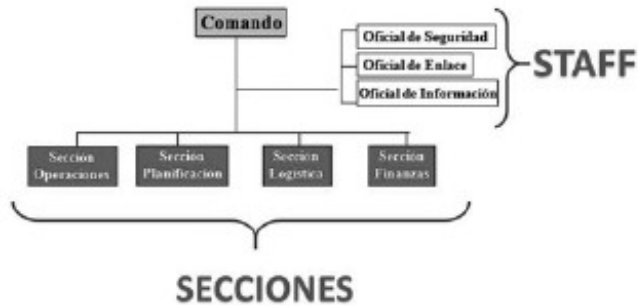 Comando
Oficial de Seguridad
Oficial de Enlace
Oficial de Información
STAFF
Sección
Operaciones
Sección
Planificación
Sección
Logística
Sección
Finanzas
SECCIONES